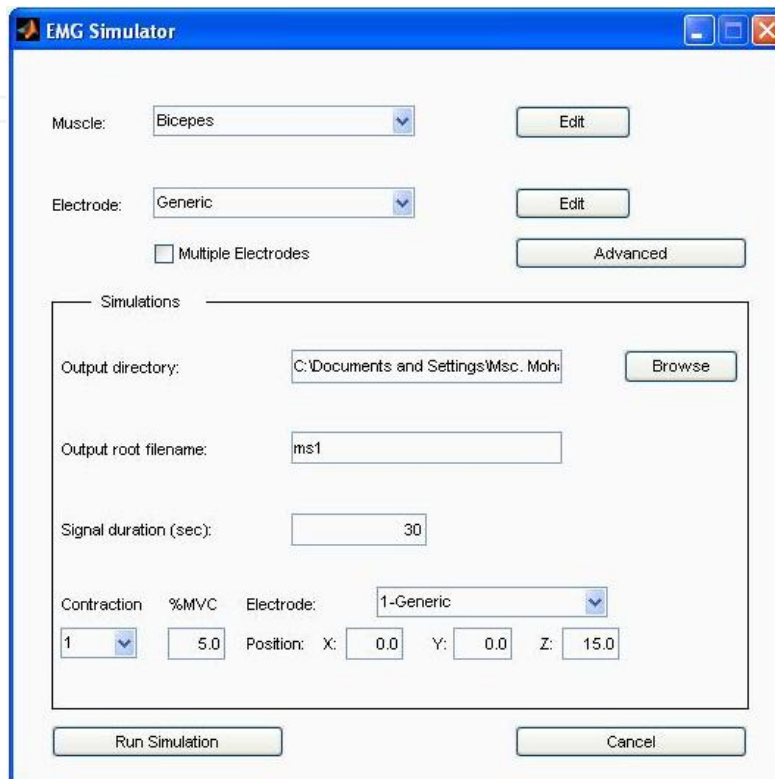 EMG Simulator
Muscle: Bicepes Edit
Electrode: Generic Edit
Multiple Electrodes Advanced
Simulations
Output directory: C:\Documents and Settings\Msc. Moha Browse
Output root filename: ms1
Signal duration (sec): 30
Contraction %MVC Electrode: 1-Generic
1 5.0 Position: X: 0.0 Y: 0.0 Z: 15.0
Run Simulation Cancel